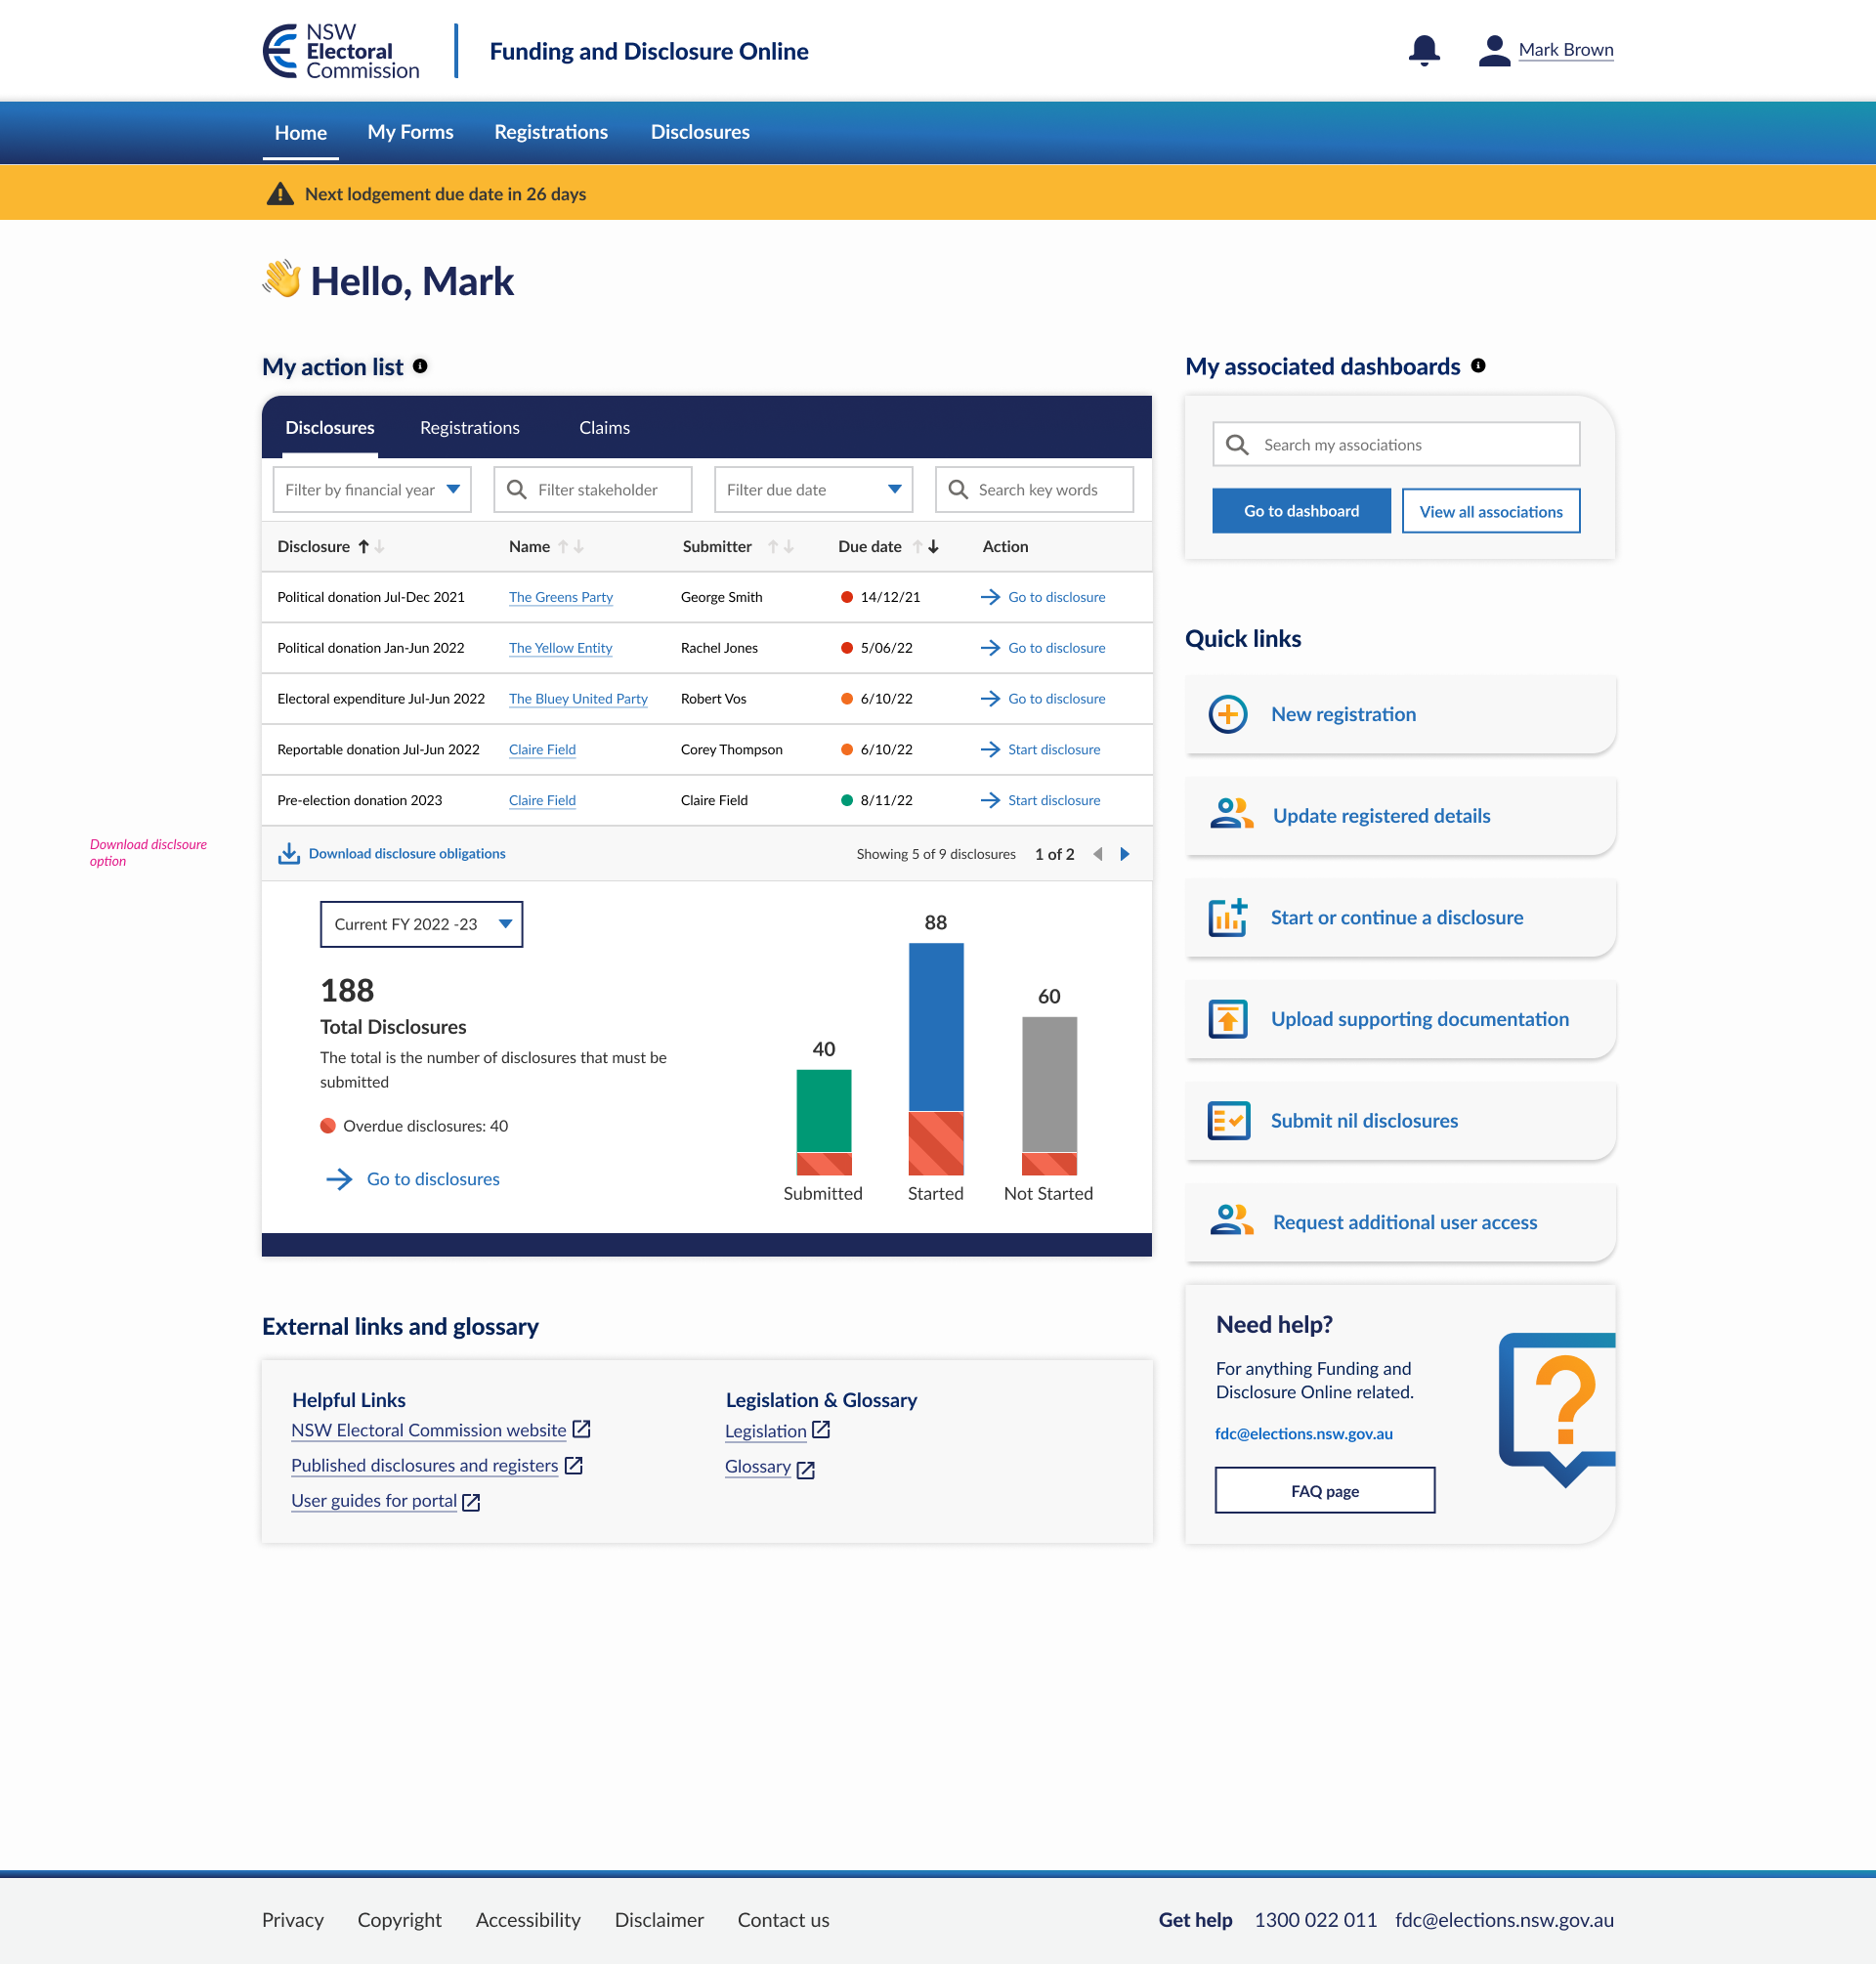 NSW
Electoral
Commission
Funding and Disclosure Online
Mark Brown
Home My Forms Registrations Disclosures
Next lodgement due date in 26 days
Hello, Mark
My action list
Disclosures Registrations Claims
Filter by financial year Filter stakeholder Filter due date Search key words
Disclosure Name Submitter Due date Action
Political donation Jul-Dec 2021 The Greens Party George Smith 14/12/21 Go to disclosure
Political donation Jan-Jun 2022 The Yellow Entity Rachel Jones 5/06/22 Go to disclosure
Electoral expenditure Jul-Jun 2022 The Bluey United Party Robert Vos 6/10/22 Go to disclosure
Reportable donation Jul-Jun 2022 Claire Field Corey Thompson 6/10/22 Start disclosure
Pre-election donation 2023 Claire Field Claire Field 8/11/22 Start disclosure
Download disclsoure
option
Download disclosure obligations Showing 5 of 9 disclosures 1 of 2
Current FY 2022 -23
188
Total Disclosures
The total is the number of disclosures that must be
submitted
Overdue disclosures: 40
Go to disclosures
40
88
60
Submitted Started Not Started
My associated dashboards
Search my associations
Go to dashboard View all associations
Quick links
New registration
Update registered details
Start or continue a disclosure
Upload supporting documentation
Submit nil disclosures
Request additional user access
Need help?
For anything Funding and
Disclosure Online related.
fdc@elections.nsw.gov.au
FAQ page
External links and glossary
Helpful Links
NSW Electoral Commission website
Published disclosures and registers
User guides for portal
Legislation & Glossary
Legislation
Glossary
Privacy Copyright Accessibility Disclaimer Contact us
Get help 1300 022 011 fdc@elections.nsw.gov.au